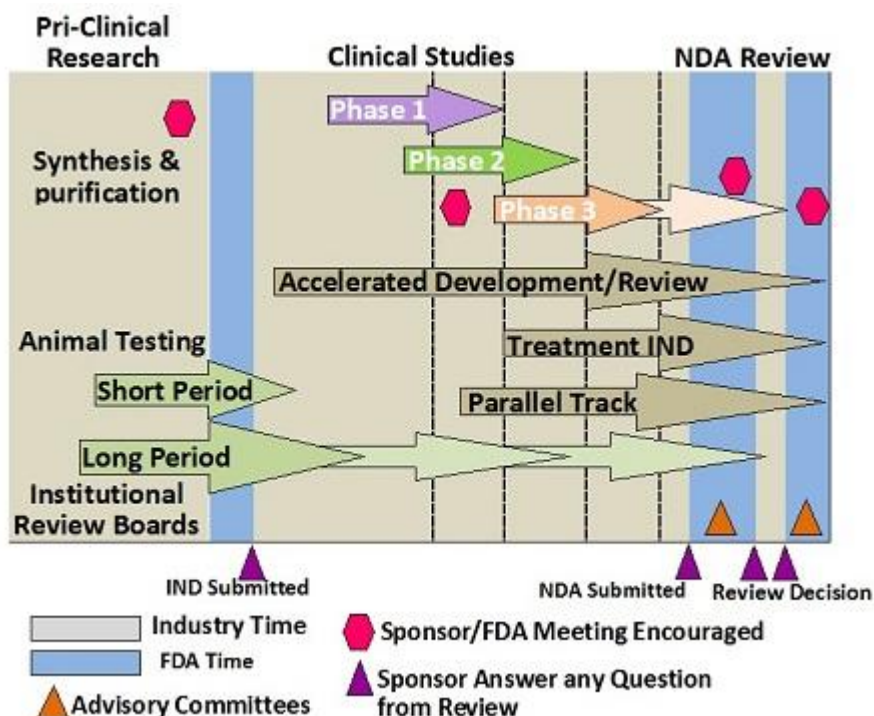 Pri-Clinical
Research
Clinical Studies
NDA Review
Phase 1
Synthesis &
purification
Phase 2
Phase 3
Accelerated Development/Review
Animal Testing
Treatment IND
Short Period
Parallel Track
Long Period
Institutional
Review Boards
IND Submitted
NDA Submitted
Review Decision
Industry Time
Sponsor/FDA Meeting Encouraged
FDA Time
Advisory Committees
Sponsor Answer any Question
from Review